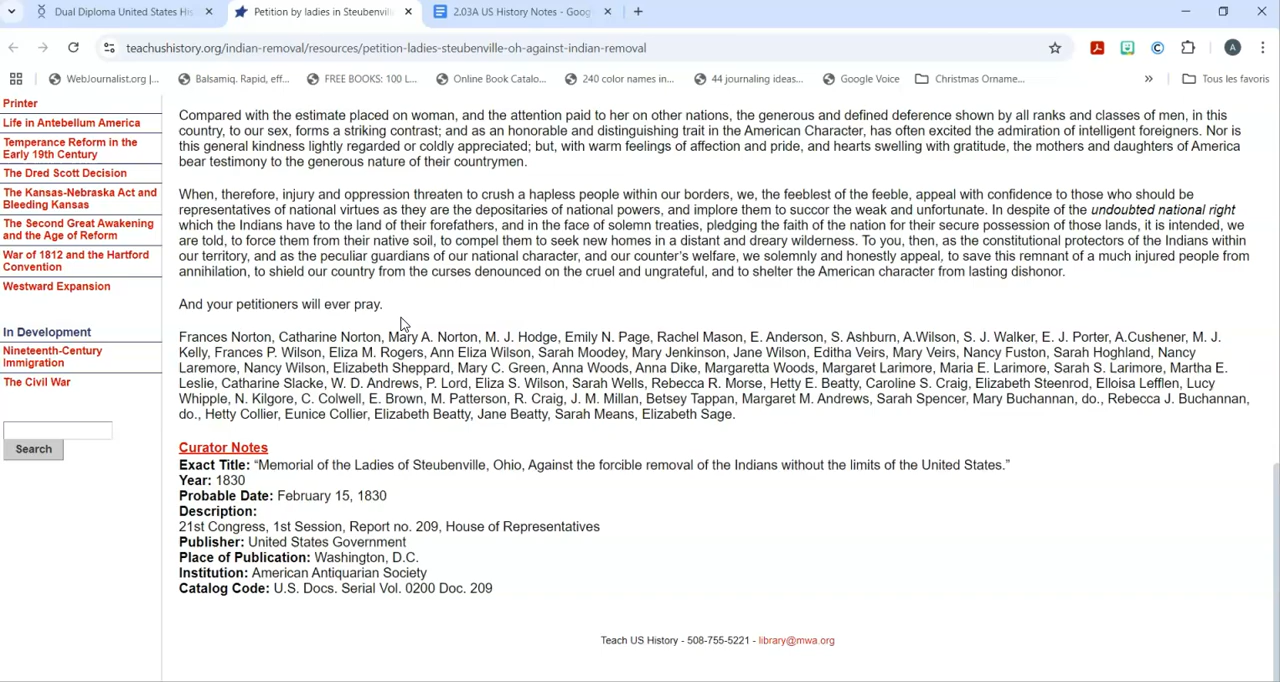 Dual Diploma United States His
Petition by ladies in Steubenvill
2.03A US History Notes - Goog
teachushistory.org/indian-removal/resources/petition-ladies-steubenville-oh-against-indian-removal
A
WebJournalist.org |...
Balsamiq. Rapid, eff...
FREE BOOKS: 100 L...
Online Book Catalo...
240 color names in...
44 journaling ideas...
Google Voice
Christmas Orname...
»
Tous les favoris
Printer
Life in Antebellum America
Temperance Reform in the
Early 19th Century
The Dred Scott Decision
The Kansas-Nebraska Act and
Bleeding Kansas
The Second Great Awakening
and the Age of Reform
War of 1812 and the Hartford
Convention
Westward Expansion
In Development
Nineteenth-Century
Immigration
The Civil War
Search
Compared with the estimate placed on woman, and the attention paid to her on other nations, the generous and defined deference shown by all ranks and classes of men, in this
country, to our sex, forms a striking contrast; and as an honorable and distinguishing trait in the American Character, has often excited the admiration of intelligent foreigners. Nor is
this general kindness lightly regarded or coldly appreciated; but, with warm feelings of affection and pride, and hearts swelling with gratitude, the mothers and daughters of America
bear testimony to the generous nature of their countrymen.
When, therefore, injury and oppression threaten to crush a hapless people within our borders, we, the feeblest of the feeble, appeal with confidence to those who should be
representatives of national virtues as they are the depositaries of national powers, and implore them to succor the weak and unfortunate. In despite of the undoubted national right
which the Indians have to the land of their forefathers, and in the face of solemn treaties, pledging the faith of the nation for their secure possession of those lands, it is intended, we
are told, to force them from their native soil, to compel them to seek new homes in a distant and dreary wilderness. To you, then, as the constitutional protectors of the Indians within
our territory, and as the peculiar guardians of our national character, and our counter's welfare, we solemnly and honestly appeal, to save this remnant of a much injured people from
annihilation, to shield our country from the curses denounced on the cruel and ungrateful, and to shelter the American character from lasting dishonor.
And your petitioners will ever pray.
Frances Norton, Catharine Norton, Mary A. Norton, M. J. Hodge, Emily N. Page, Rachel Mason, E. Anderson, S. Ashburn, A.Wilson, S. J. Walker, E. J. Porter, A.Cushener, M. J.
Kelly, Frances P. Wilson, Eliza M. Rogers, Ann Eliza Wilson, Sarah Moodey, Mary Jenkinson, Jane Wilson, Editha Veirs, Mary Veirs, Nancy Fuston, Sarah Hoghland, Nancy
Laremore, Nancy Wilson, Elizabeth Sheppard, Mary C. Green, Anna Woods, Anna Dike, Margaretta Woods, Margaret Larimore, Maria E. Larimore, Sarah S. Larimore, Martha E.
Leslie, Catharine Slacke, W. D. Andrews, P. Lord, Eliza S. Wilson, Sarah Wells, Rebecca R. Morse, Hetty E. Beatty, Caroline S. Craig, Elizabeth Steenrod, Elloisa Lefflen, Lucy
Whipple, N. Kilgore, C. Colwell, E. Brown, M. Patterson, R. Craig, J. M. Millan, Betsey Tappan, Margaret M. Andrews, Sarah Spencer, Mary Buchannan, do., Rebecca J. Buchannan,
do., Hetty Collier, Eunice Collier, Elizabeth Beatty, Jane Beatty, Sarah Means, Elizabeth Sage.
Curator Notes
Exact Title: “Memorial of the Ladies of Steubenville, Ohio, Against the forcible removal of the Indians without the limits of the United States.”
Year: 1830
Probable Date: February 15, 1830
Description:
21st Congress, 1st Session, Report no. 209, House of Representatives
Publisher: United States Government
Place of Publication: Washington, D.C.
Institution: American Antiquarian Society
Catalog Code: U.S. Docs. Serial Vol. 0200 Doc. 209
Teach US History - 508-755-5221 - library@mwa.org